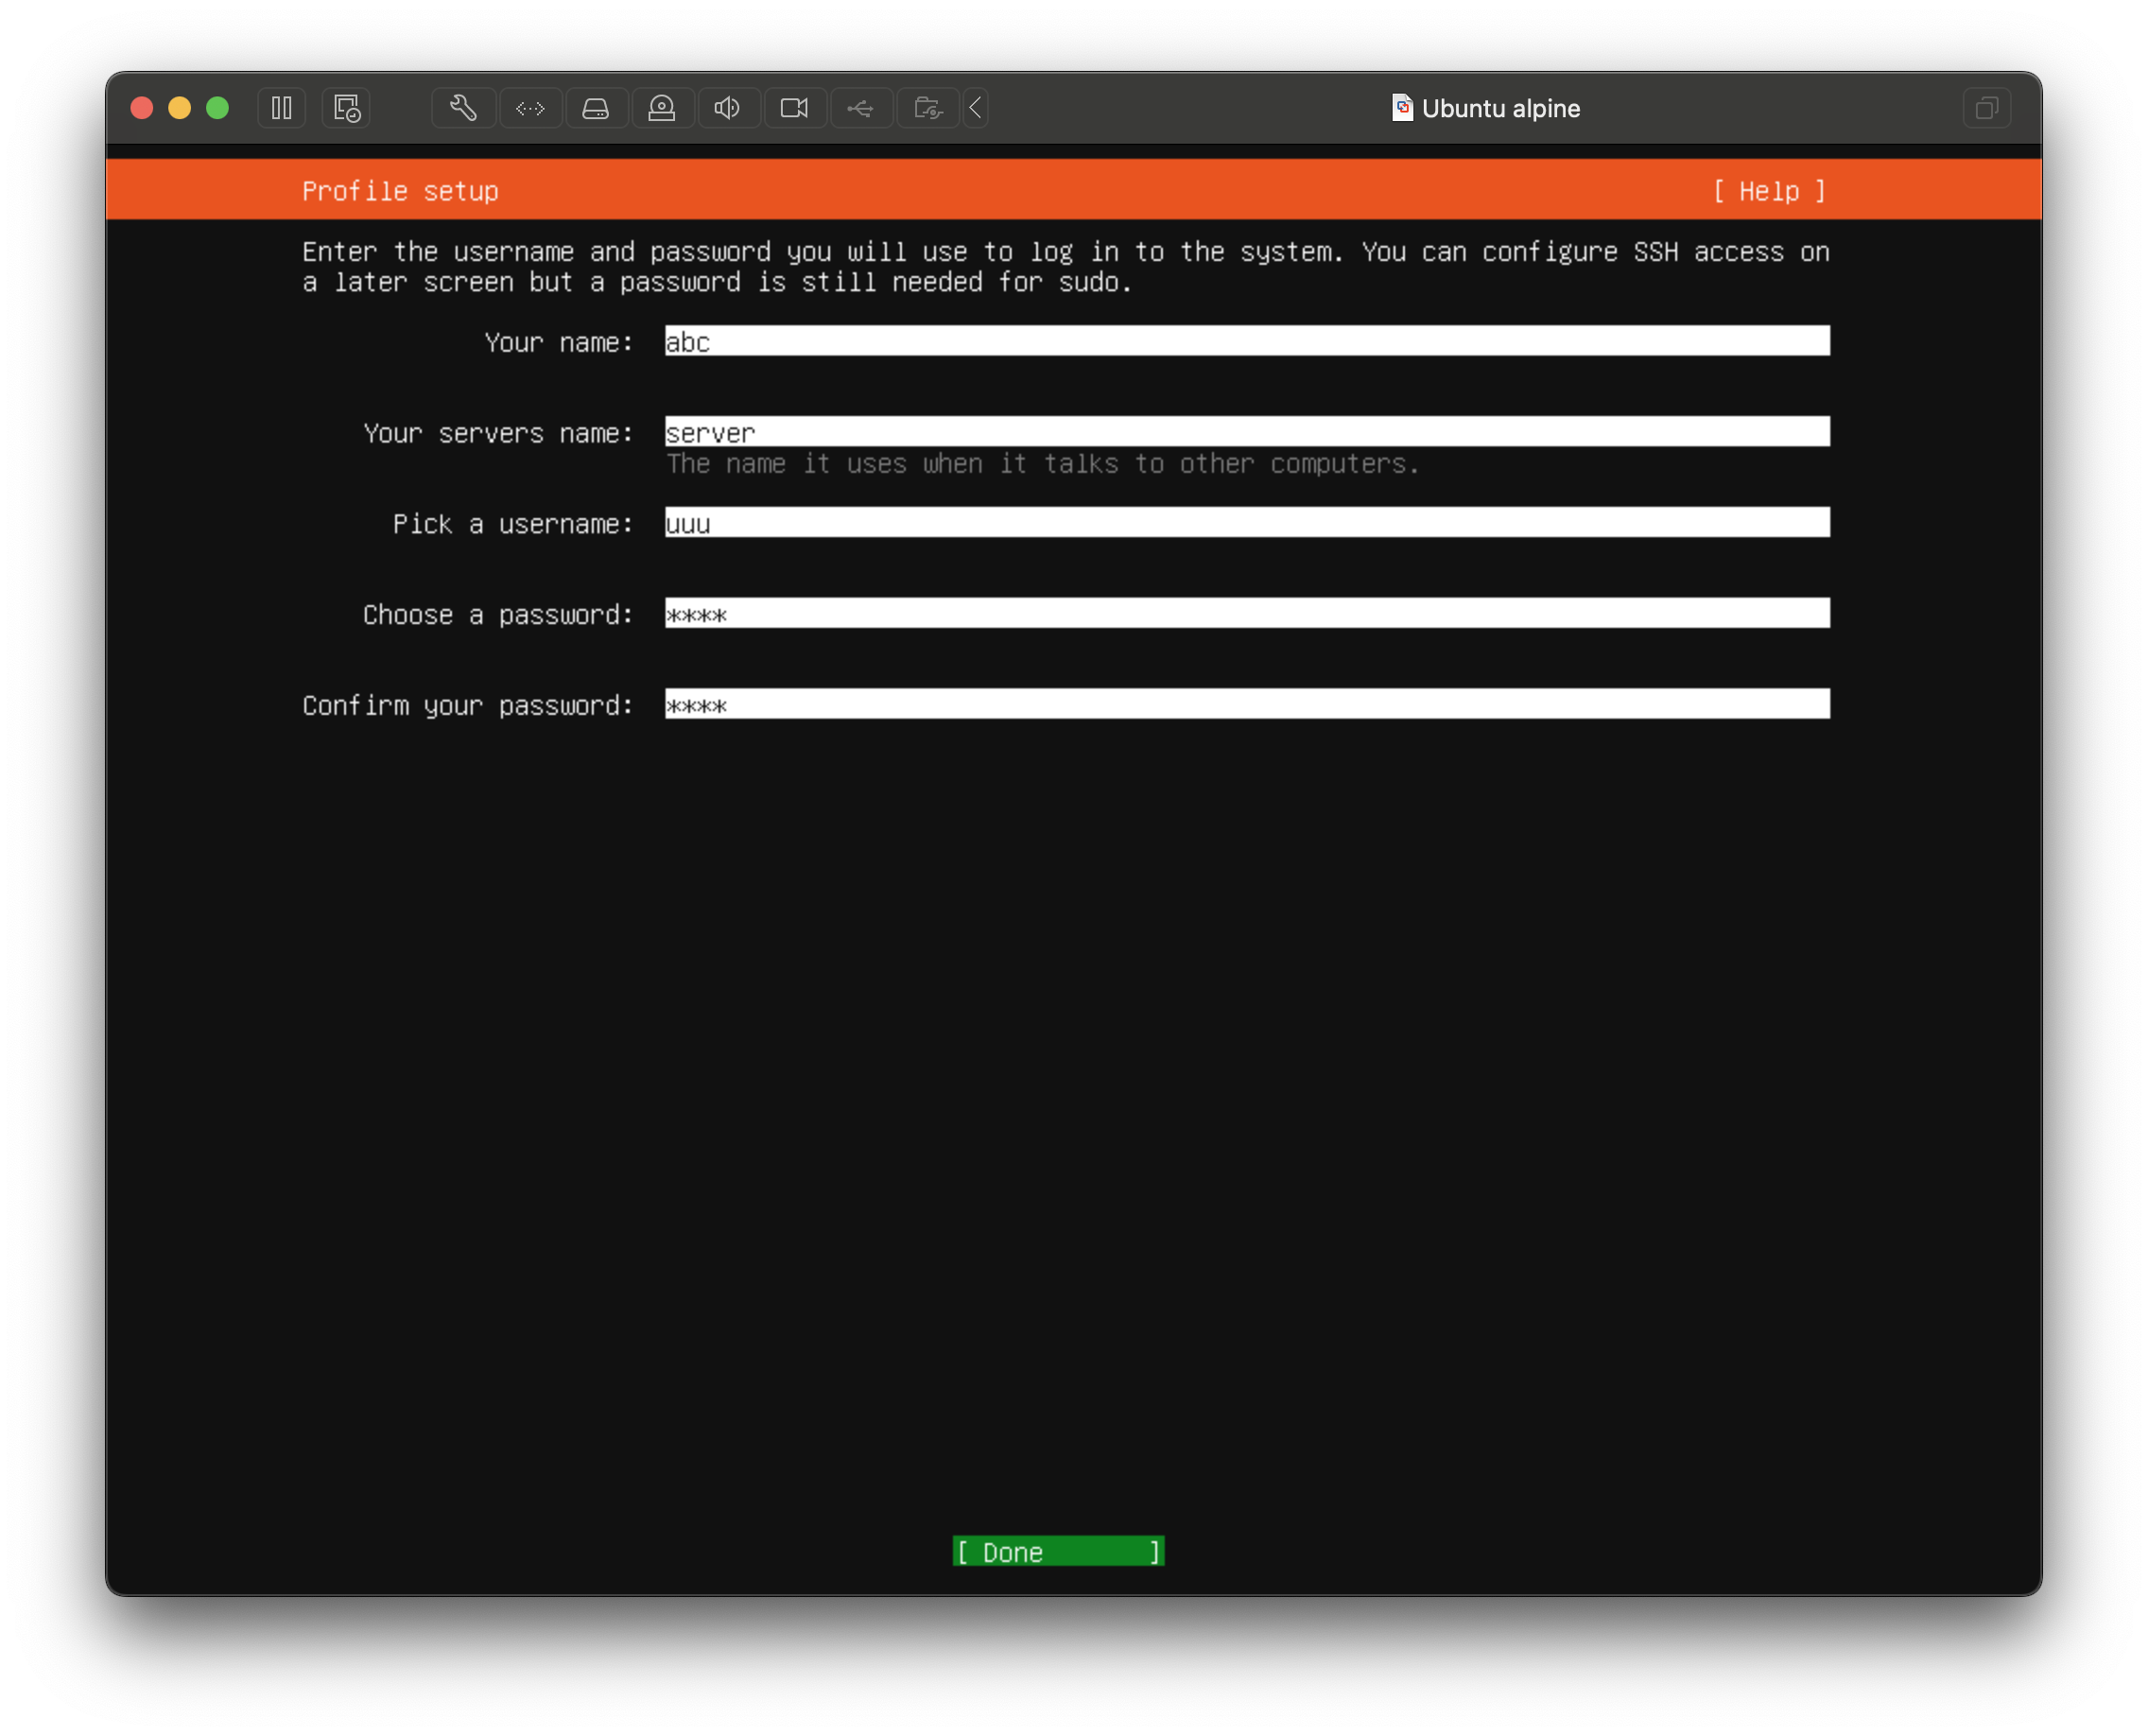 Ubuntu alpine
Profile setup [ Help ]
Enter the username and password you will use to log in to the system. You can configure SSH access on
a later screen but a password is still needed for sudo.
Your name: abc
Your servers name: server
The name it uses when it talks to other computers.
Pick a username: uuu
Choose a password: ****
Confirm your password: ****
[ Done ]